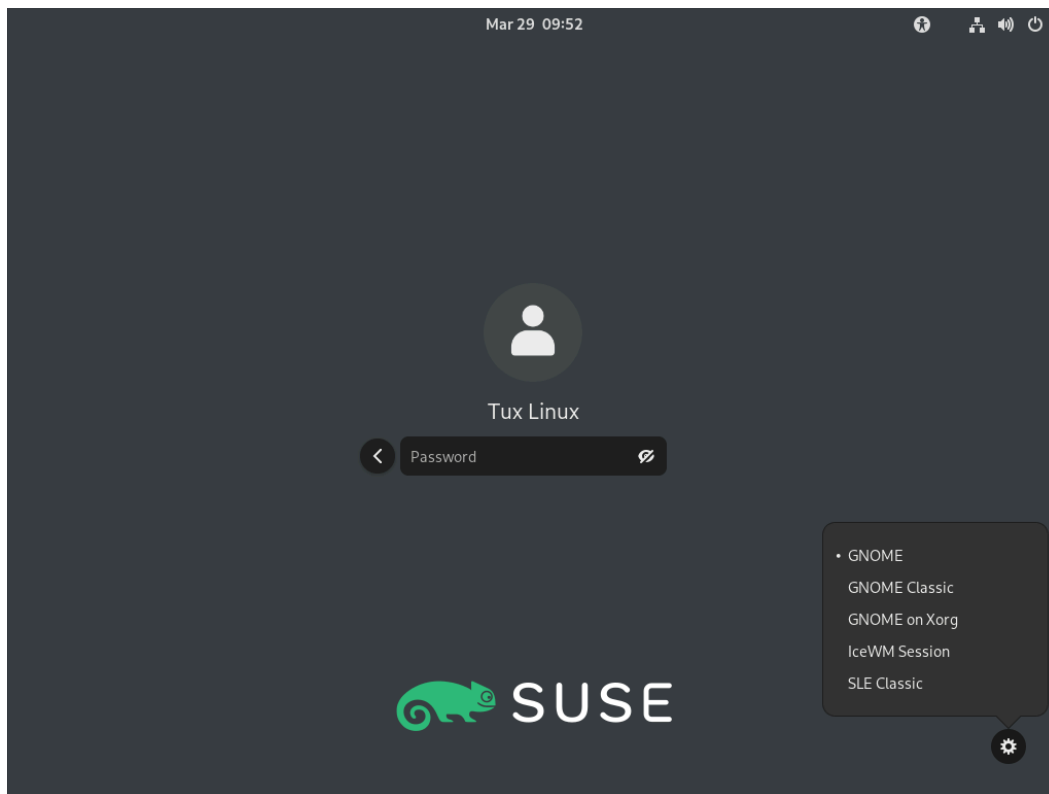 Mar 29 09:52
Tux Linux
Password
GNOME
GNOME Classic
GNOME on Xorg
IceWM Session
SLE Classic
SUSE